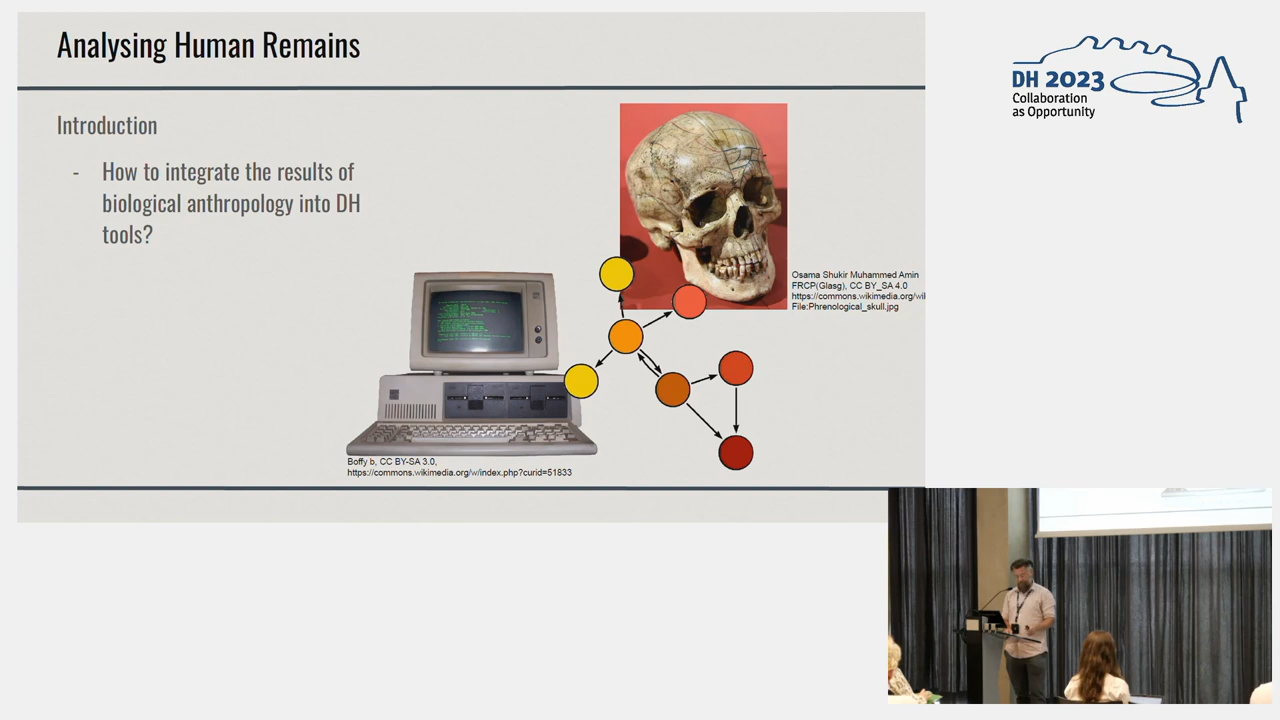 Analysing Human Remains
Introduction
- How to integrate the results of
biological anthropology into DH
tools?
Osama Shukir Muhammed Amin
FRCP(Glasg), CC BY_SA 4.0
https://commons.wikimedia.org/wil
File:Phrenological_skull.jpg
Boffy b, CC BY-SA 3.0,
https://commons.wikimedia.org/w/index.php?curid=51833
DH 2023
Collaboration
as Opportunity